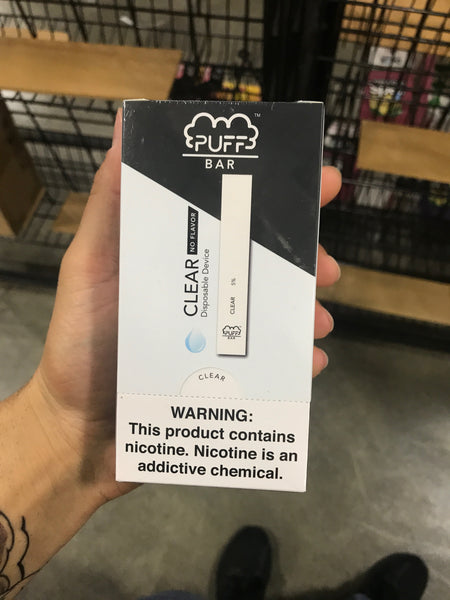 PUFF™
BAR
CLEAR NO FLAVOR
Disposable Device
CLEAR 5%
PUFF
BAR
CLEAR
WARNING:
This product contains
nicotine. Nicotine is an
addictive chemical.